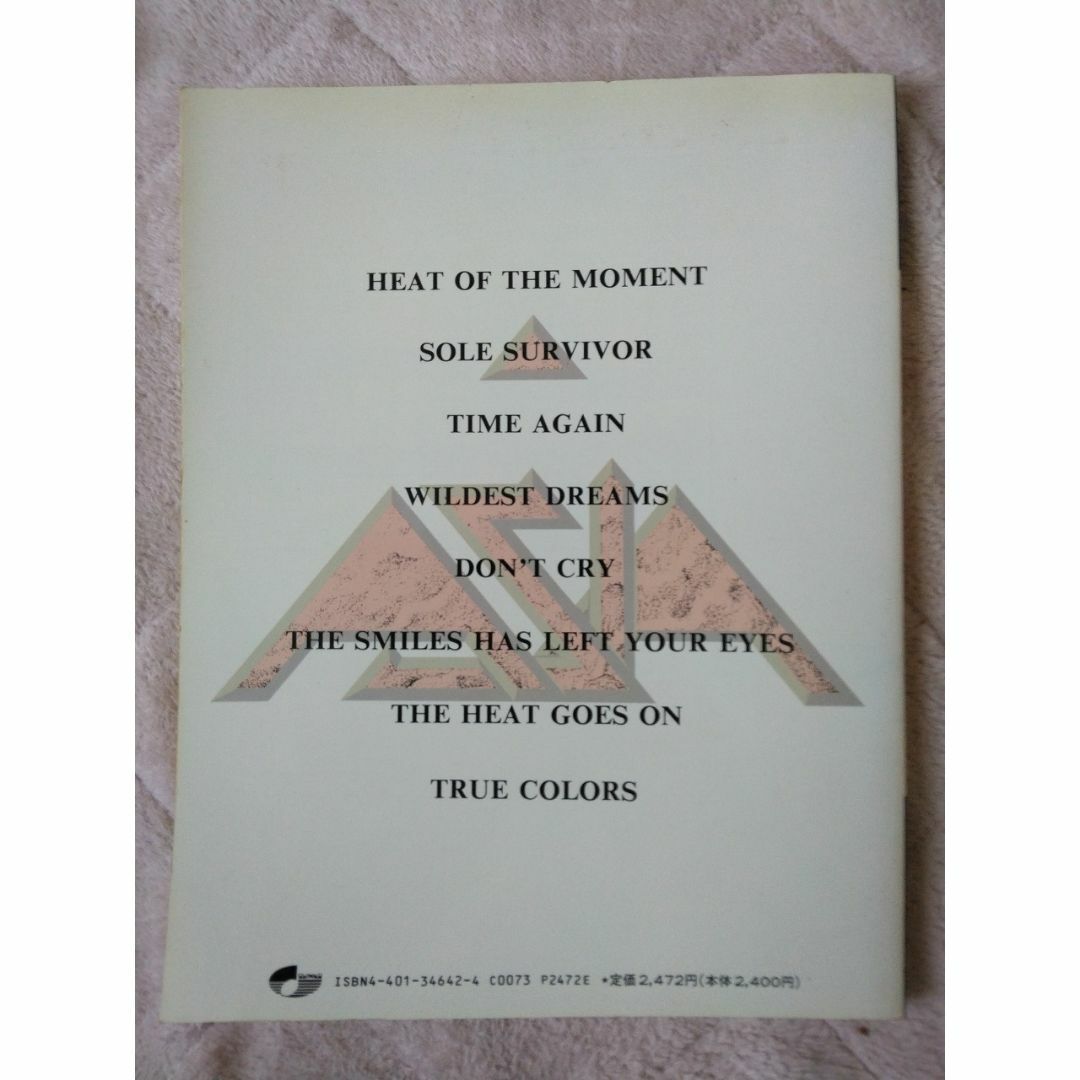 HEAT OF THE MOMENT
SOLE SURVIVOR
TIME AGAIN
WILDEST DREAMS
DON'T CRY
THE SMILES HAS LEFT YOUR EYES
THE HEAT GOES ON
TRUE COLORS
ASIA
ISBN4-401-34642-4 C0073 P2472E *定価2,472円(本体2,400円)